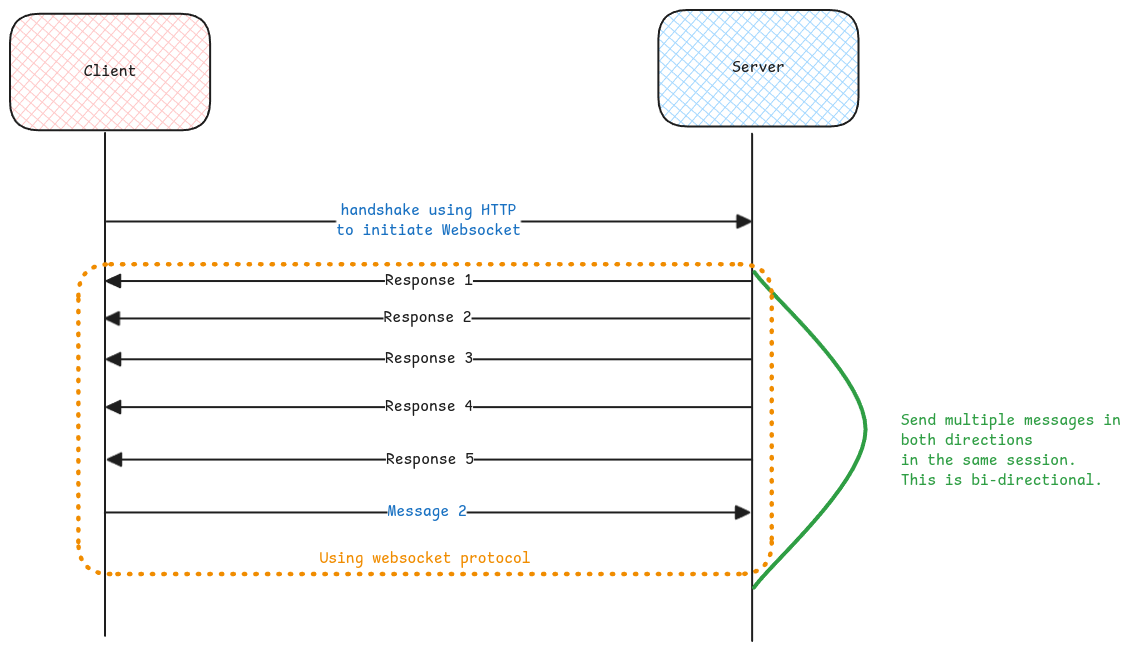 Client
Server
handshake using HTTP
to initiate Websocket
Response 1
Response 2
Response 3
Response 4
Response 5
Message 2
Using websocket protocol
Send multiple messages in
both directions
in the same session.
This is bi-directional.